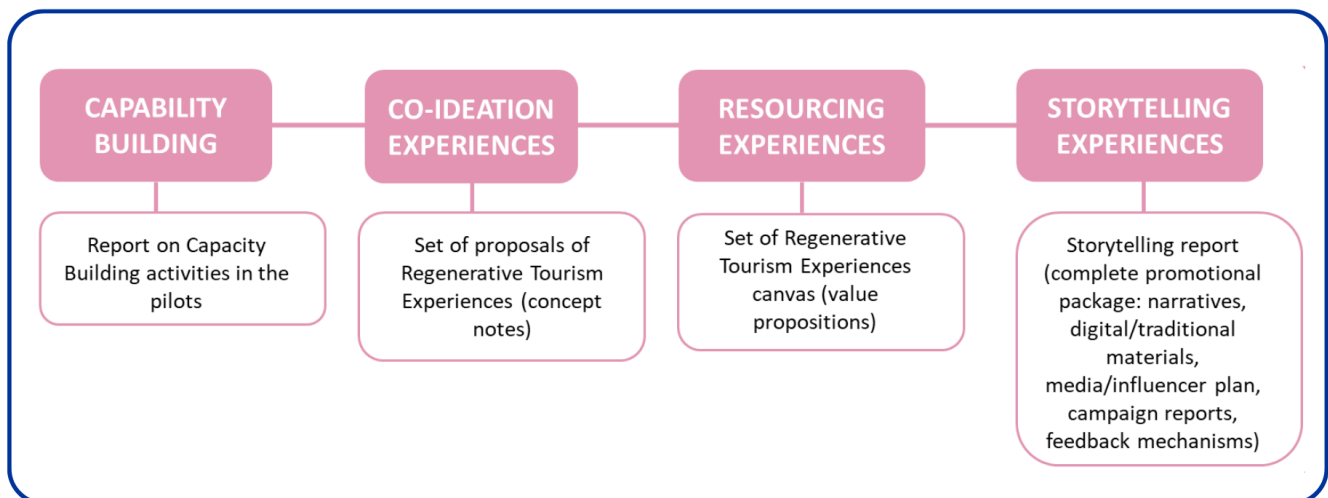 CAPABILITY
BUILDING
CO-IDEATION
EXPERIENCES
RESOURCING
EXPERIENCES
STORYTELLING
EXPERIENCES
Report on Capacity
Building activities in the
pilots
Set of proposals of
Regenerative Tourism
Experiences (concept
notes)
Set of Regenerative
Tourism Experiences
canvas (value
propositions)
Storytelling report
(complete promotional
package: narratives,
digital/traditional
materials,
media/influencer plan,
campaign reports,
feedback mechanisms)